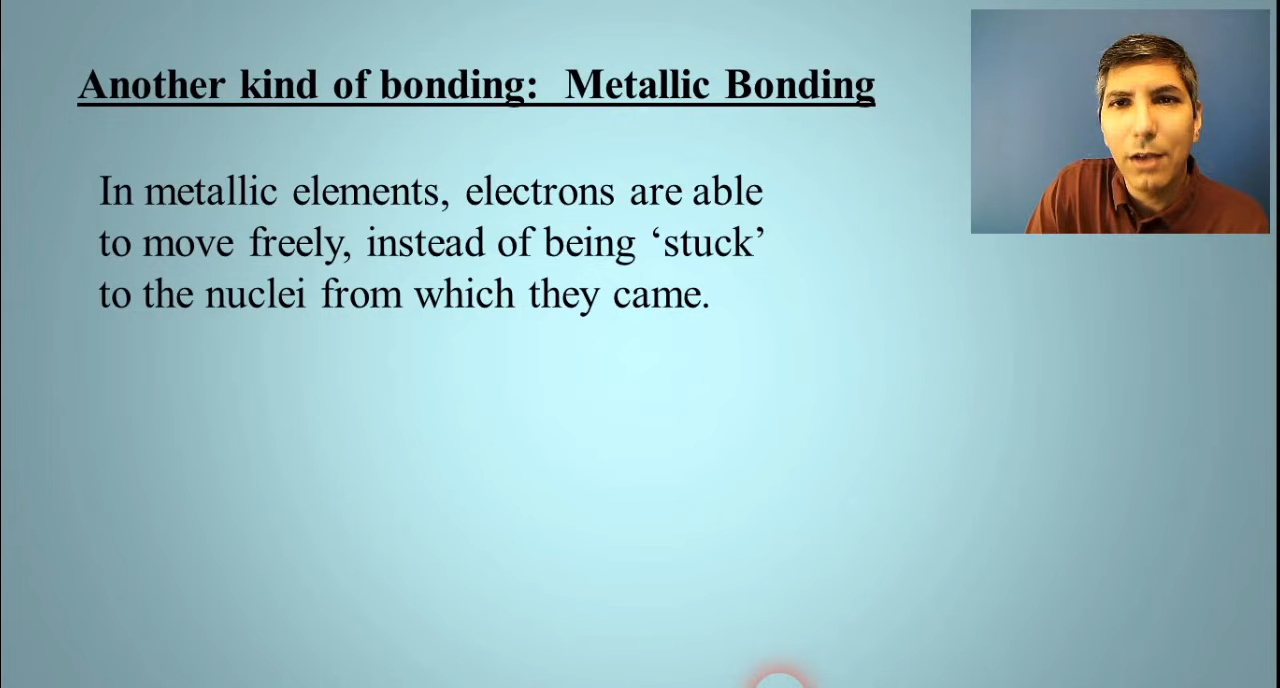 Another kind of bonding:  Metallic Bonding
In metallic elements, electrons are able
to move freely, instead of being ‘stuck’
to the nuclei from which they came.